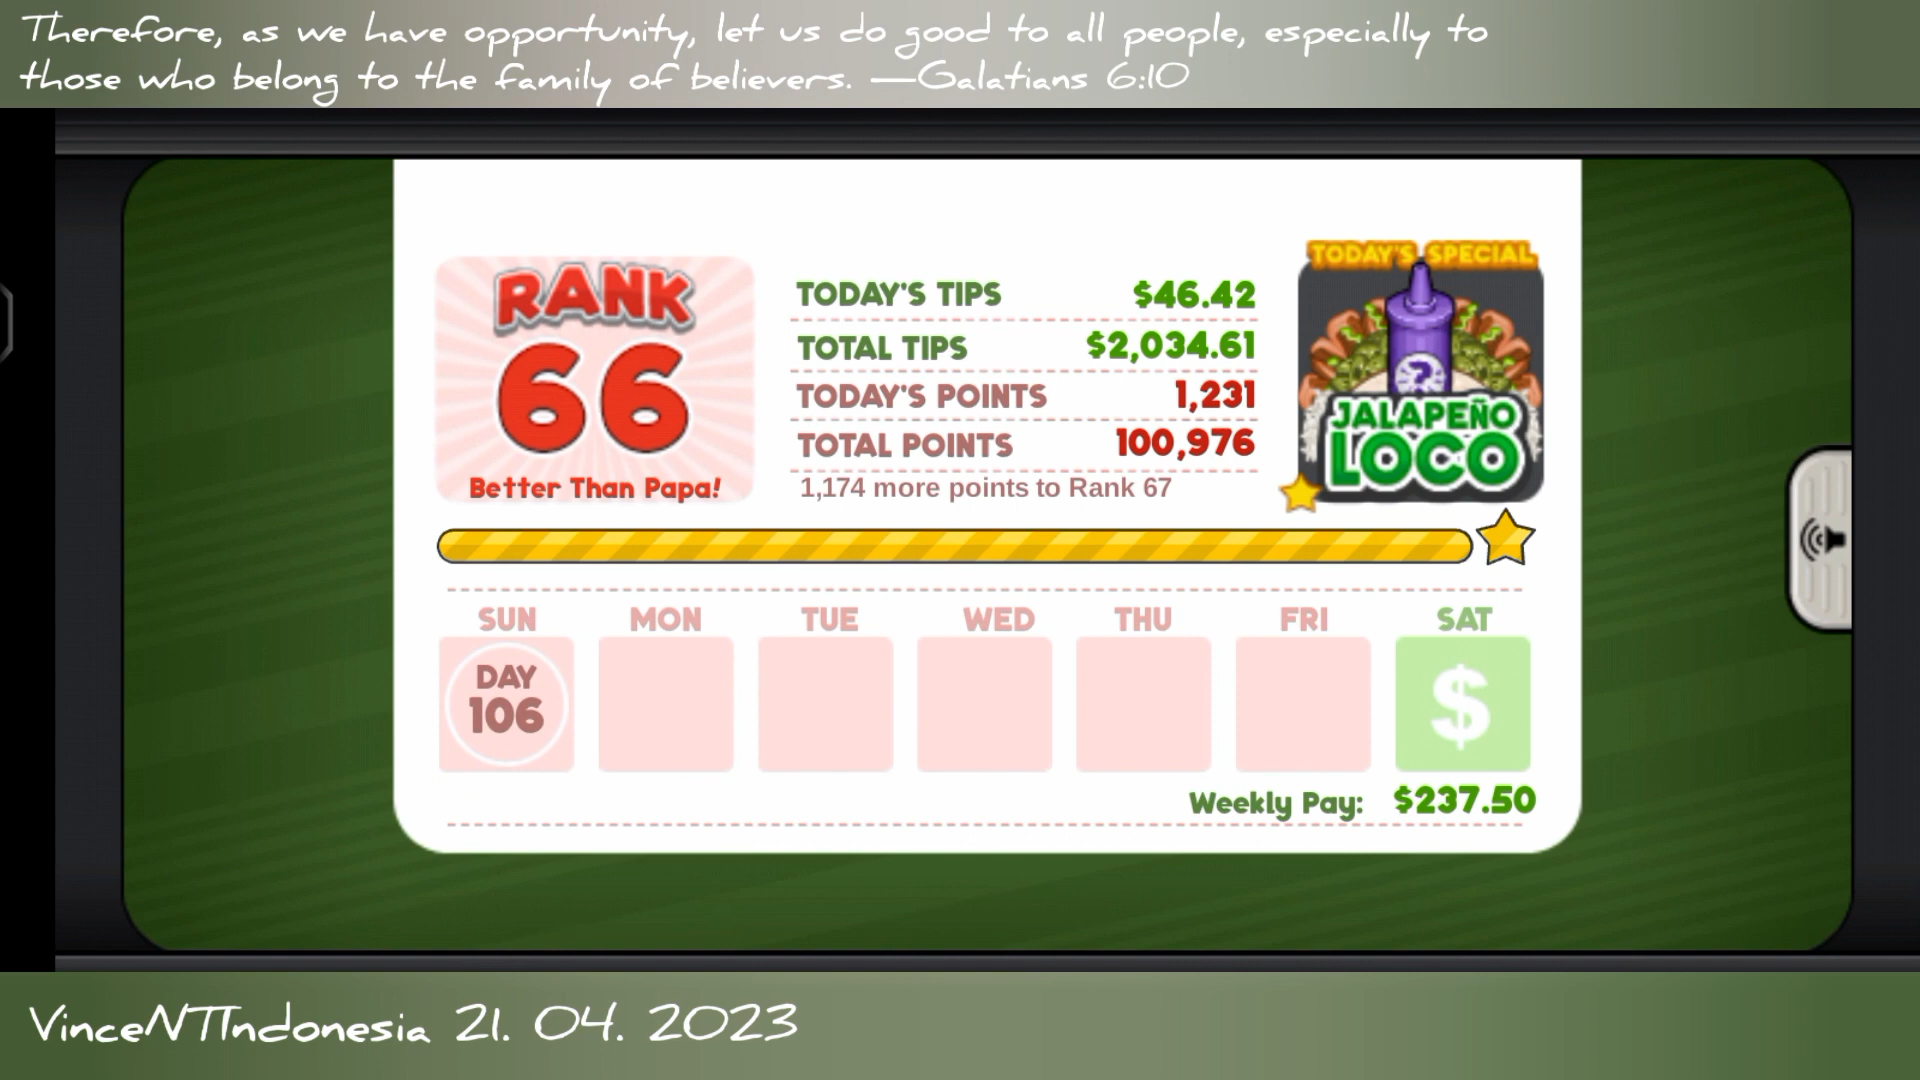 Therefore, as we have opportunity, let us do good to all people, especially to
those who belong to the family of believers. —Galatians 6:10
RANK
66
Better Than Papa!
TODAY'S TIPS $46.42
TOTAL TIPS $2,034.61
TODAY'S POINTS 1,231
TOTAL POINTS 100,976
1,174 more points to Rank 67
TODAY'S SPECIAL
?
JALAPEÑO
LOCO
SUN MON TUE WED THU FRI SAT
DAY
106
$
Weekly Pay: $237.50
VinceNTIndonesia 21. 04. 2023